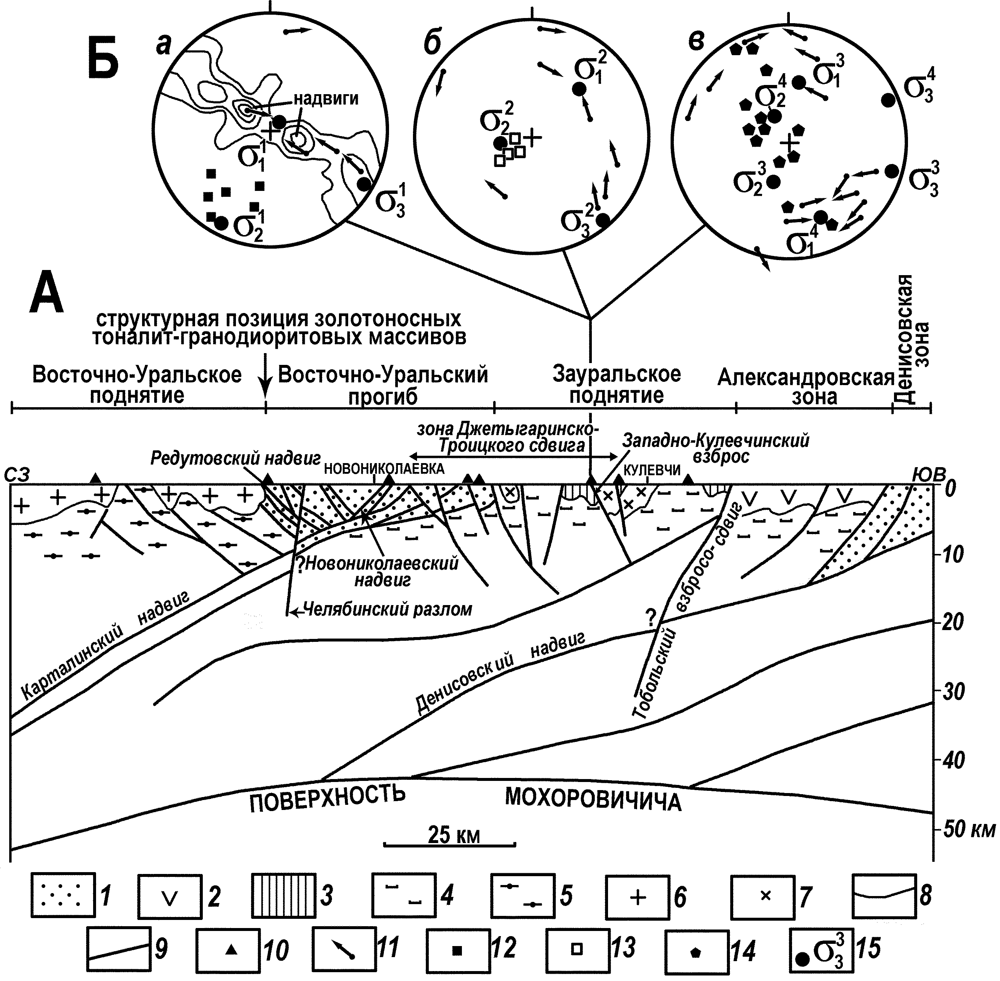 Б
а
надвиги
σ₁¹
σ₂¹
σ₃¹
б
σ₁²
σ₂²
σ₃²
в
σ₁³
σ₂⁴
σ₃⁴
σ₂³
σ₃³
σ₁⁴
А
структурная позиция золотоносных
тоналит-гранодиоритовых массивов
Восточно-Уральское
поднятие
Восточно-Уральский
прогиб
Зауральское
поднятие
Александровская
зона
Денисовская
зона
зона Джетыгаринско-
Троицкого сдвига
Западно-Кулевчинский
взброс
Редутовский надвиг
НОВОНИКОЛАЕВКА
КУЛЕВЧИ
СЗ
ЮВ
0
10
20
30
40
50 км
?
Новониколаевский
надвиг
Челябинский разлом
Карталинский надвиг
Денисовский надвиг
?
Тобольский взбросо-сдвиг
ПОВЕРХНОСТЬ МОХОРОВИЧИЧА
25 км
1
2
3
4
5
6
7
8
9
10
11
12
13
14
σ₃³ 15